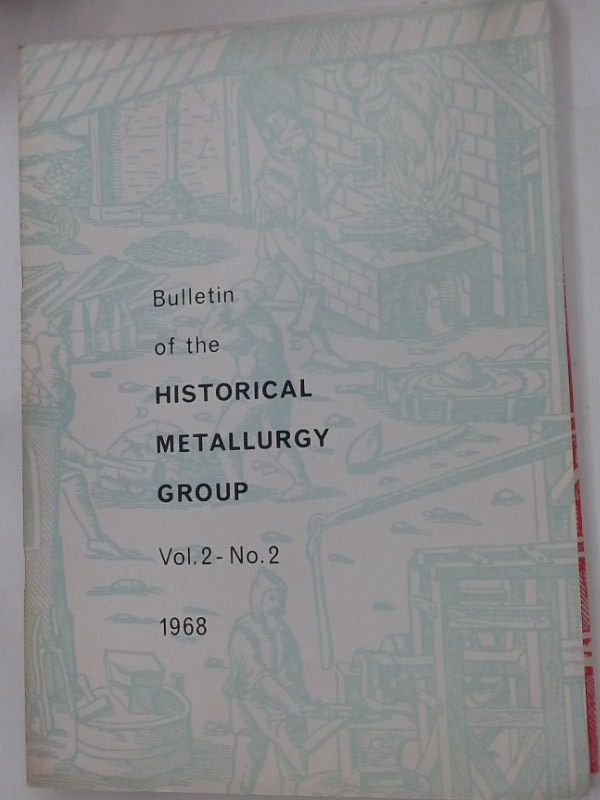 Bulletin
of the
HISTORICAL
METALLURGY
GROUP
Vol. 2 - No. 2
1968